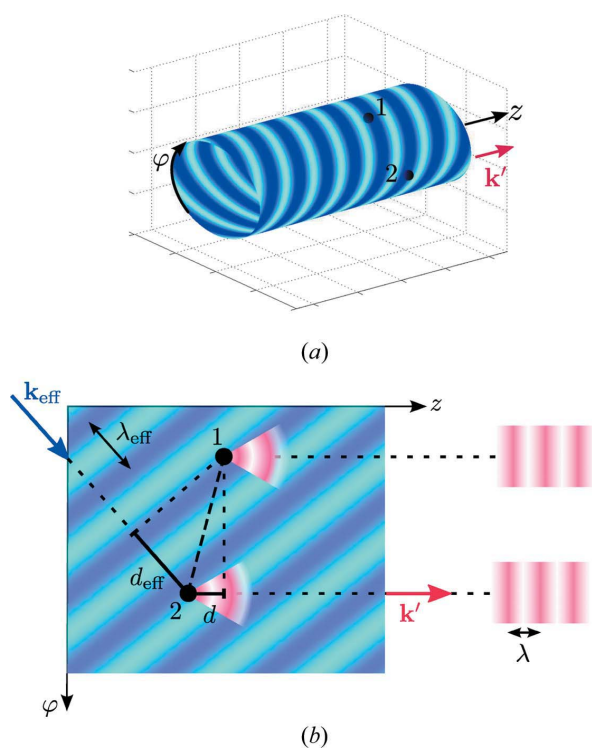 1
z
φ
2
k′
(a)
k_eff
z
λ_eff
1
d_eff
2
d
k′
λ
φ
(b)